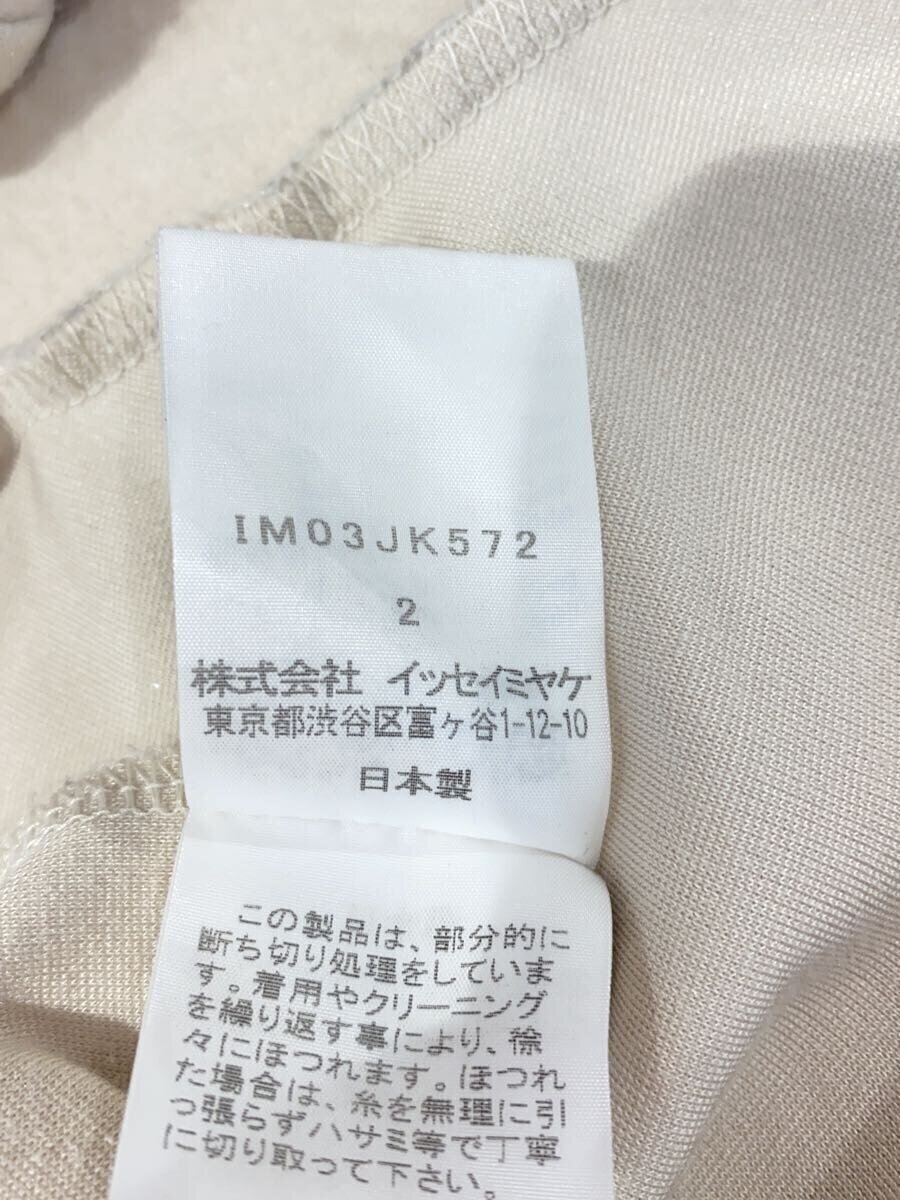 IM03JK572
2
株式会社 イッセイミヤケ
東京都渋谷区富ヶ谷1-12-10
日本製
この製品は、部分的に
断ち切り処理をしていま
す。着用やクリーニング
を繰り返す事により、徐
々にほつれます。ほつれ
た場合は、糸を無理に引
っ張らずハサミ等で丁寧
に切り取って下さい。